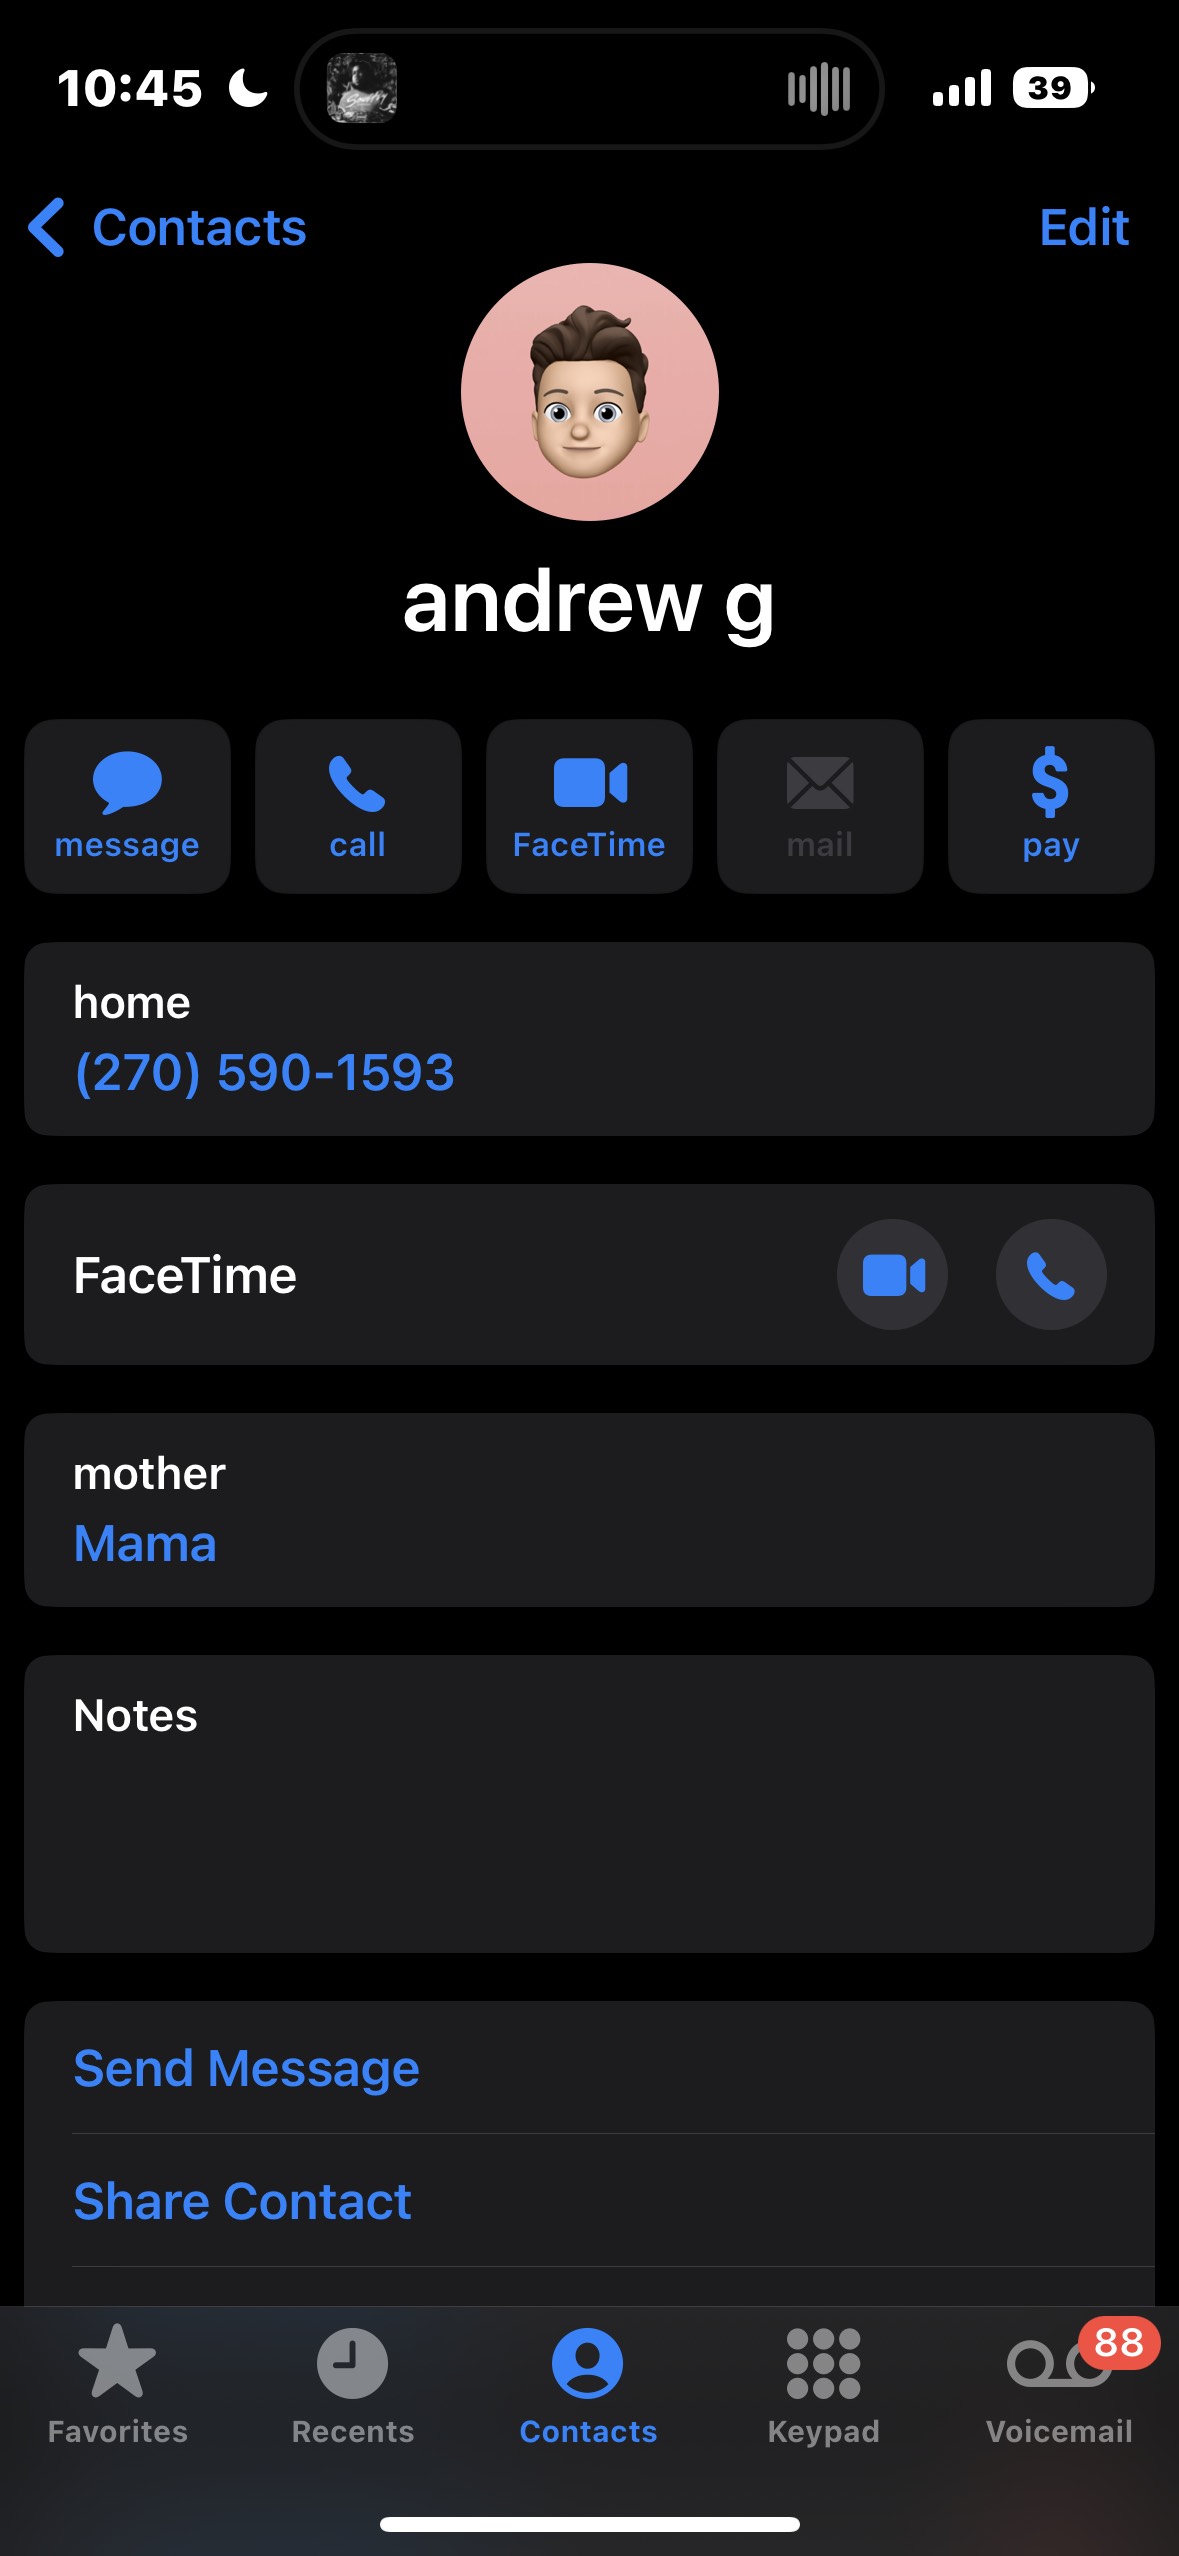 10:45
39
Contacts
Edit
andrew g
message
call
FaceTime
mail
pay
home
(270) 590-1593
FaceTime
mother
Mama
Notes
Send Message
Share Contact
88
Favorites
Recents
Contacts
Keypad
Voicemail